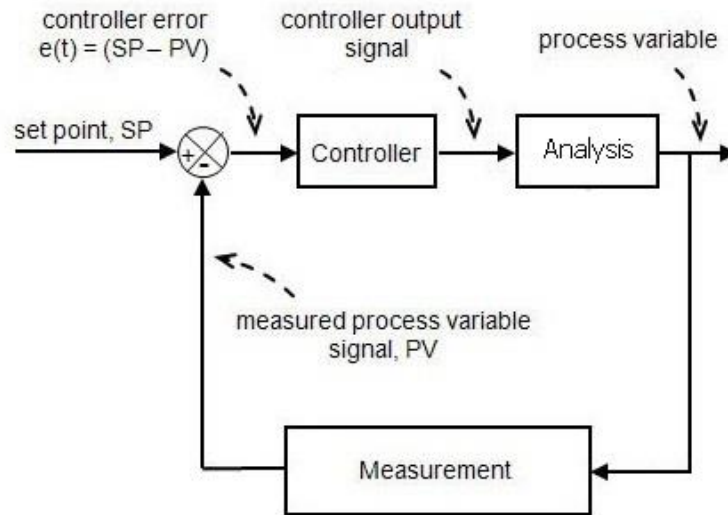 controller error
e(t) = (SP – PV)
controller output
signal
process variable
set point, SP
+
-
Controller
Analysis
measured process variable
signal, PV
Measurement